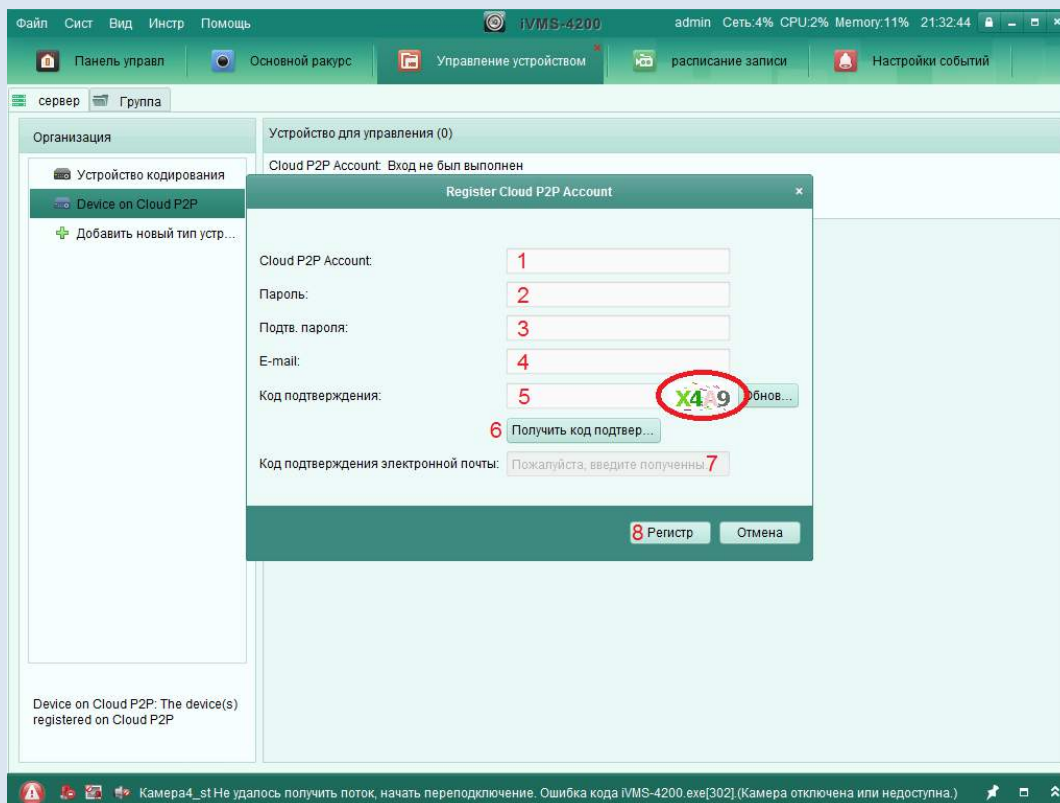 Файл Сист Вид Инстр Помощь iVMS-4200 admin Сеть:4% CPU:2% Memory:11% 21:32:44
Панель управл Основной ракурс Управление устройством расписание записи Настройки событий
сервер Группа
Организация
Устройство для управления (0)
Устройство кодирования
Device on Cloud P2P
Добавить новый тип устр...
Cloud P2P Account: Вход не был выполнен
Register Cloud P2P Account
Cloud P2P Account: 1
Пароль: 2
Подтв. пароля: 3
E-mail: 4
Код подтверждения: 5 X4A9 Обнов...
6 Получить код подтвер...
Код подтверждения электронной почты: Пожалуйста, введите полученны 7
8 Регистр Отмена
Device on Cloud P2P: The device(s)
registered on Cloud P2P
Камера4_st Не удалось получить поток, начать переподключение. Ошибка кода iVMS-4200.exe[302].(Камера отключена или недоступна.)